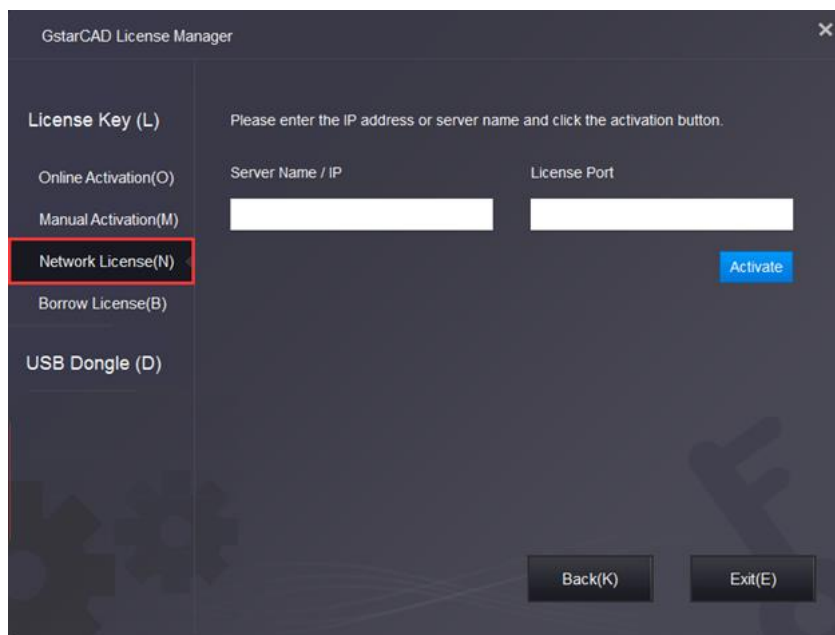 GstarCAD License Manager
License Key (L)
Online Activation(O)
Manual Activation(M)
Network License(N)
Borrow License(B)
USB Dongle (D)
Please enter the IP address or server name and click the activation button.
Server Name / IP
License Port
Activate
Back(K)
Exit(E)